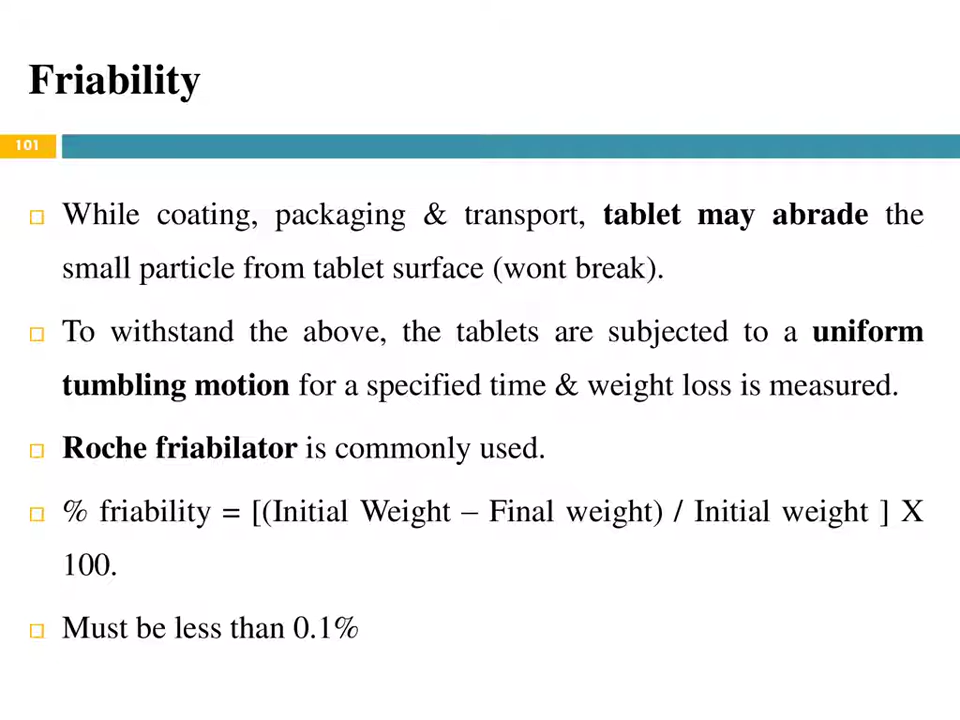 Friability
101
While coating, packaging & transport, tablet may abrade the
small particle from tablet surface (wont break).
To withstand the above, the tablets are subjected to a uniform
tumbling motion for a specified time & weight loss is measured.
Roche friabilator is commonly used.
% friability = [(Initial Weight – Final weight) / Initial weight ] X
100.
Must be less than 0.1%